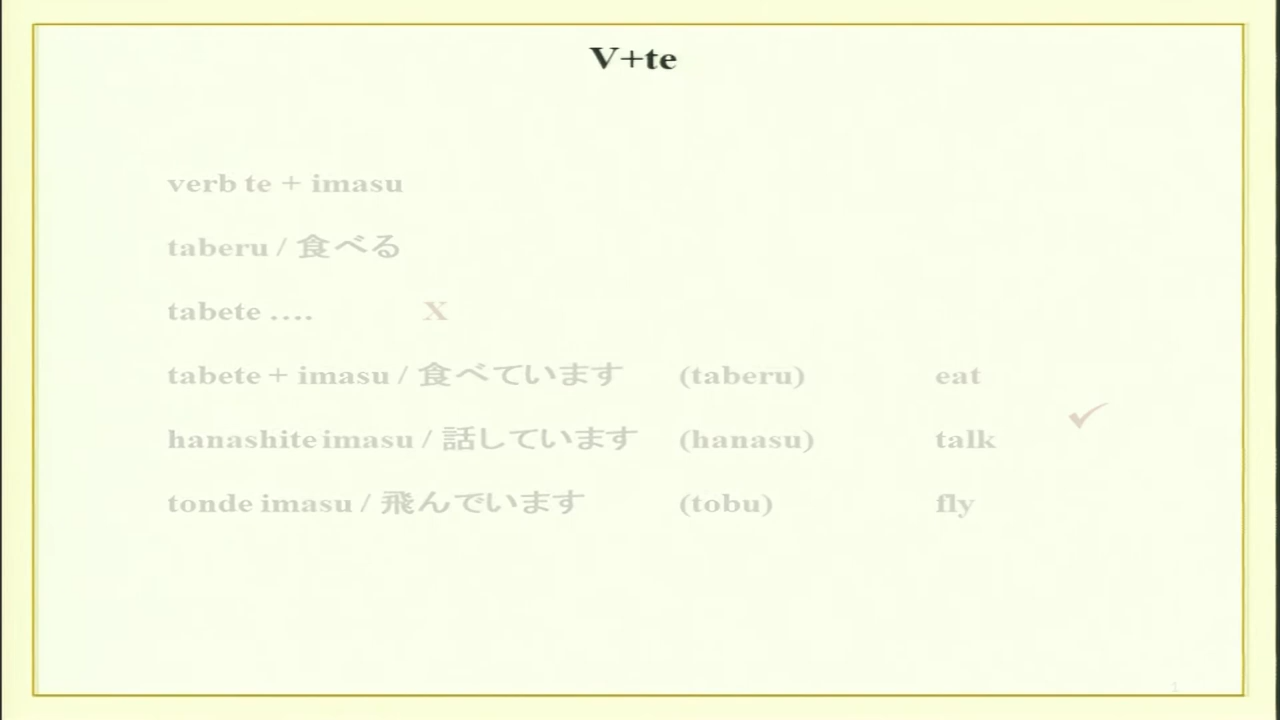 V+te
verb te + imasu
taberu / 食べる
tabete .... X
tabete + imasu / 食べています (taberu) eat
hanashite imasu / 話しています (hanasu) talk
tonde imasu / 飛んでいます (tobu) fly
1